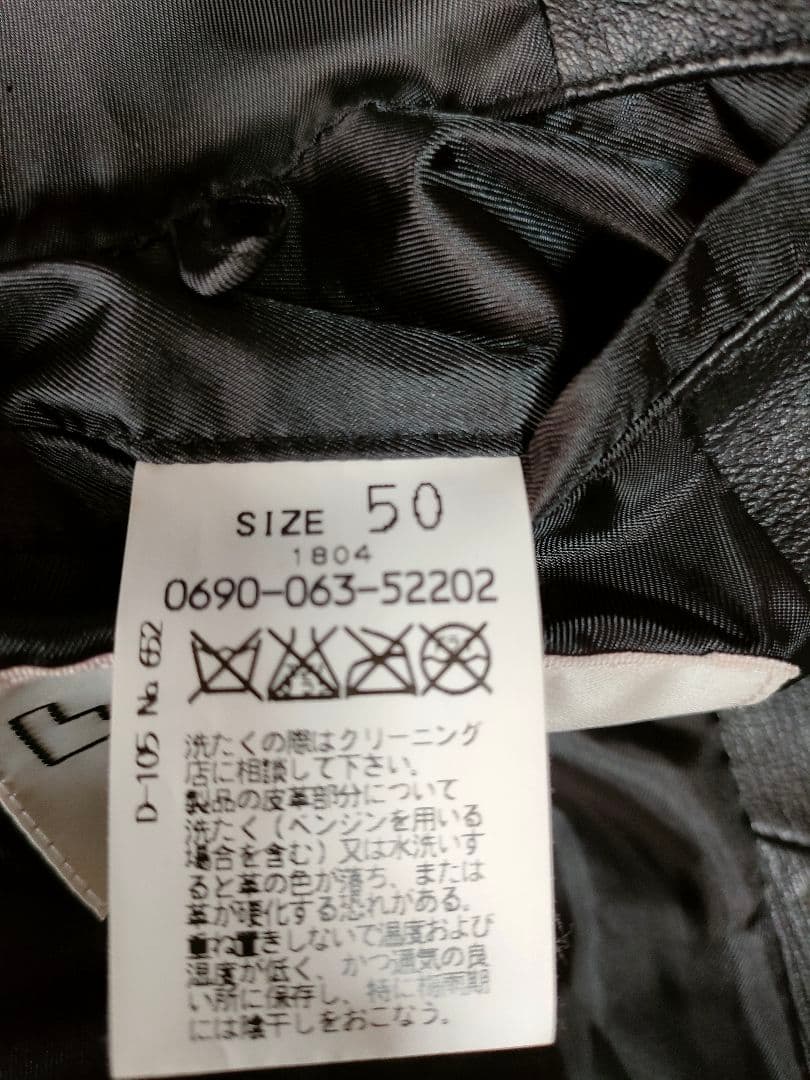 SIZE 50
1804
0690-063-52202
D-105 No. 652
洗たくの際はクリーニング
店に相談して下さい。
製品の皮革部分について
洗たく（ベンジンを用いる
場合を含む）又は水洗いす
ると革の色が落ち、または
革が硬化する恐れがある。
重ね置きしないで温度および
湿度が低く、かつ通気の良
い所に保存し、特に梅雨期
には陰干しをおこなう。